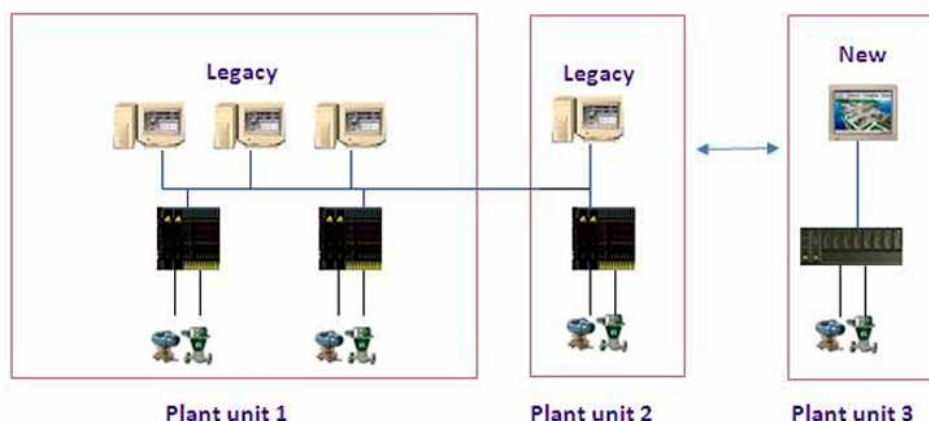 Legacy
Legacy
New
Plant unit 1
Plant unit 2
Plant unit 3